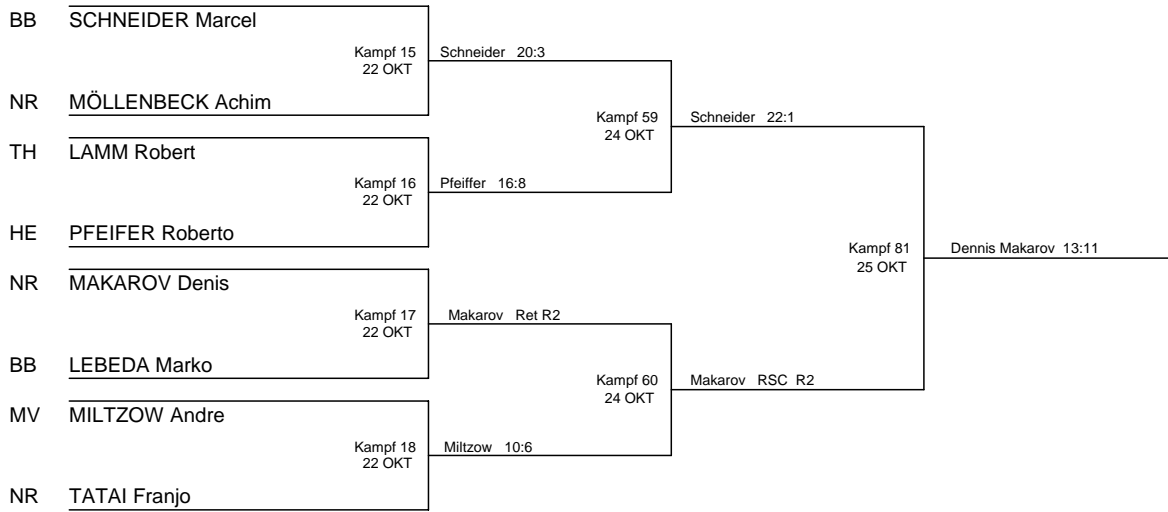 BB SCHNEIDER Marcel
Kampf 15 Schneider 20:3
22 OKT
NR MÖLLENBECK Achim
Kampf 59 Schneider 22:1
24 OKT
TH LAMM Robert
Kampf 16 Pfeiffer 16:8
22 OKT
HE PFEIFER Roberto
Kampf 81 Dennis Makarov 13:11
25 OKT
NR MAKAROV Denis
Kampf 17 Makarov Ret R2
22 OKT
BB LEBEDA Marko
Kampf 60 Makarov RSC R2
24 OKT
MV MILTZOW Andre
Kampf 18 Miltzow 10:6
22 OKT
NR TATAI Franjo